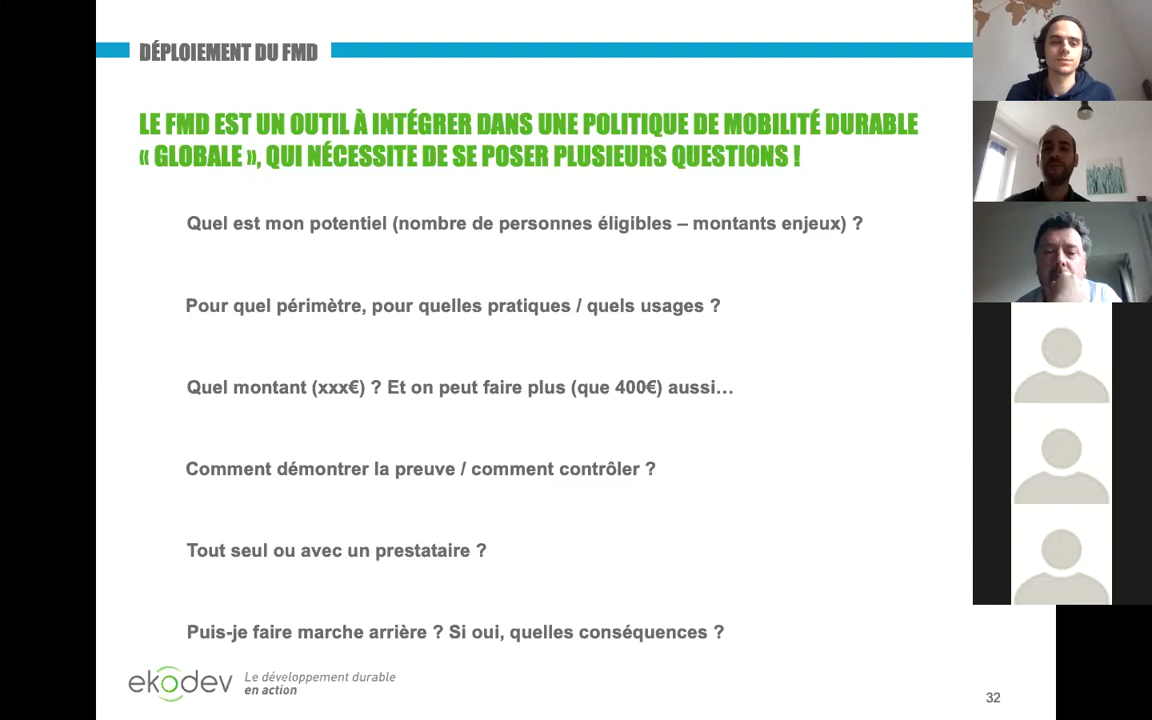 DÉPLOIEMENT DU FMD
LE FMD EST UN OUTIL À INTÉGRER DANS UNE POLITIQUE DE MOBILITÉ DURABLE
« GLOBALE », QUI NÉCESSITE DE SE POSER PLUSIEURS QUESTIONS !
Quel est mon potentiel (nombre de personnes éligibles – montants enjeux) ?
Pour quel périmètre, pour quelles pratiques / quels usages ?
Quel montant (xxx€) ? Et on peut faire plus (que 400€) aussi…
Comment démontrer la preuve / comment contrôler ?
Tout seul ou avec un prestataire ?
Puis-je faire marche arrière ? Si oui, quelles conséquences ?
ekodev
Le développement durable
en action
32